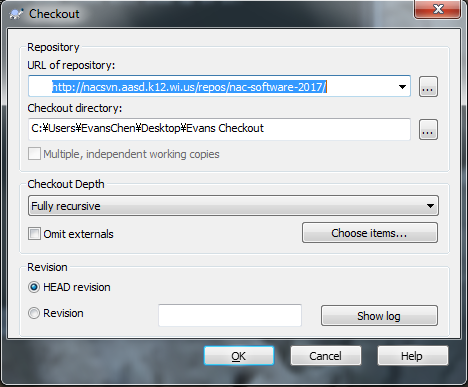 Checkout
Repository
URL of repository:
http://nacsvn.aasd.k12.wi.us/repos/nac-software-2017/
...
Checkout directory:
C:¥Users¥EvansChen¥Desktop¥Evans Checkout
...
Multiple, independent working copies
Checkout Depth
Fully recursive
Omit externals
Choose items...
Revision
HEAD revision
Revision
Show log
OK
Cancel
Help